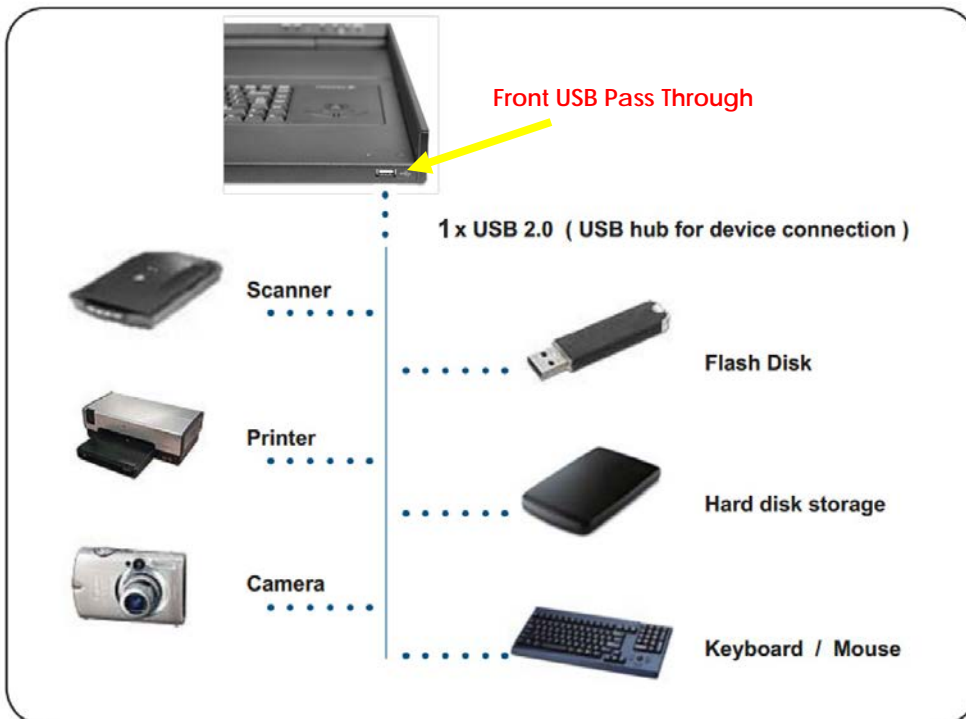 Front USB Pass Through
1 x USB 2.0 ( USB hub for device connection )
Scanner
Flash Disk
Printer
Hard disk storage
Camera
Keyboard / Mouse